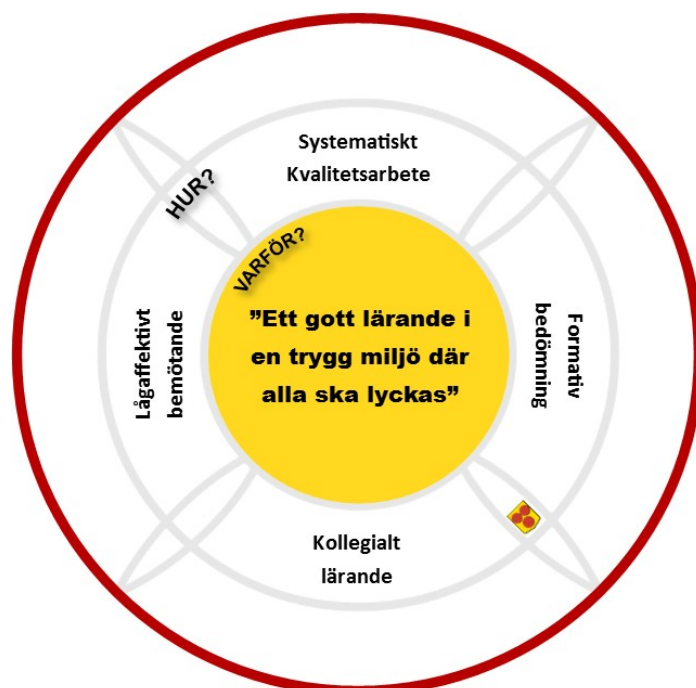 Systematiskt
Kvalitetsarbete
HUR?
VARFÖR?
”Ett gott lärande i
en trygg miljö där
alla ska lyckas”
Lågaffektivt
bemötande
Formativ
bedömning
Kollegialt
lärande